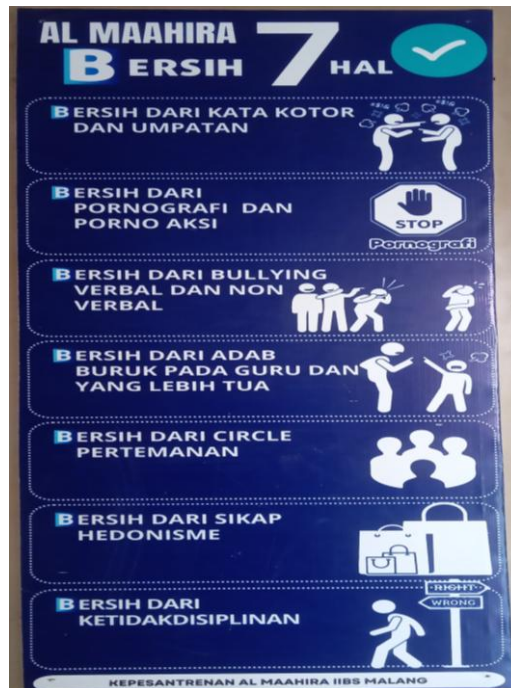 AL MAAHIRA
BERSIH 7 HAL
BERSIH DARI KATA KOTOR
DAN UMPATAN
BERSIH DARI
PORNOGRAFI DAN
PORNO AKSI
STOP
Pornografi
BERSIH DARI BULLYING
VERBAL DAN NON
VERBAL
BERSIH DARI ADAB
BURUK PADA GURU DAN
YANG LEBIH TUA
BERSIH DARI CIRCLE
PERTEMANAN
BERSIH DARI SIKAP
HEDONISME
BERSIH DARI
KETIDAKDISIPLINAN
RIGHT
WRONG
KEPESANTRENAN AL MAAHIRA IIBS MALANG